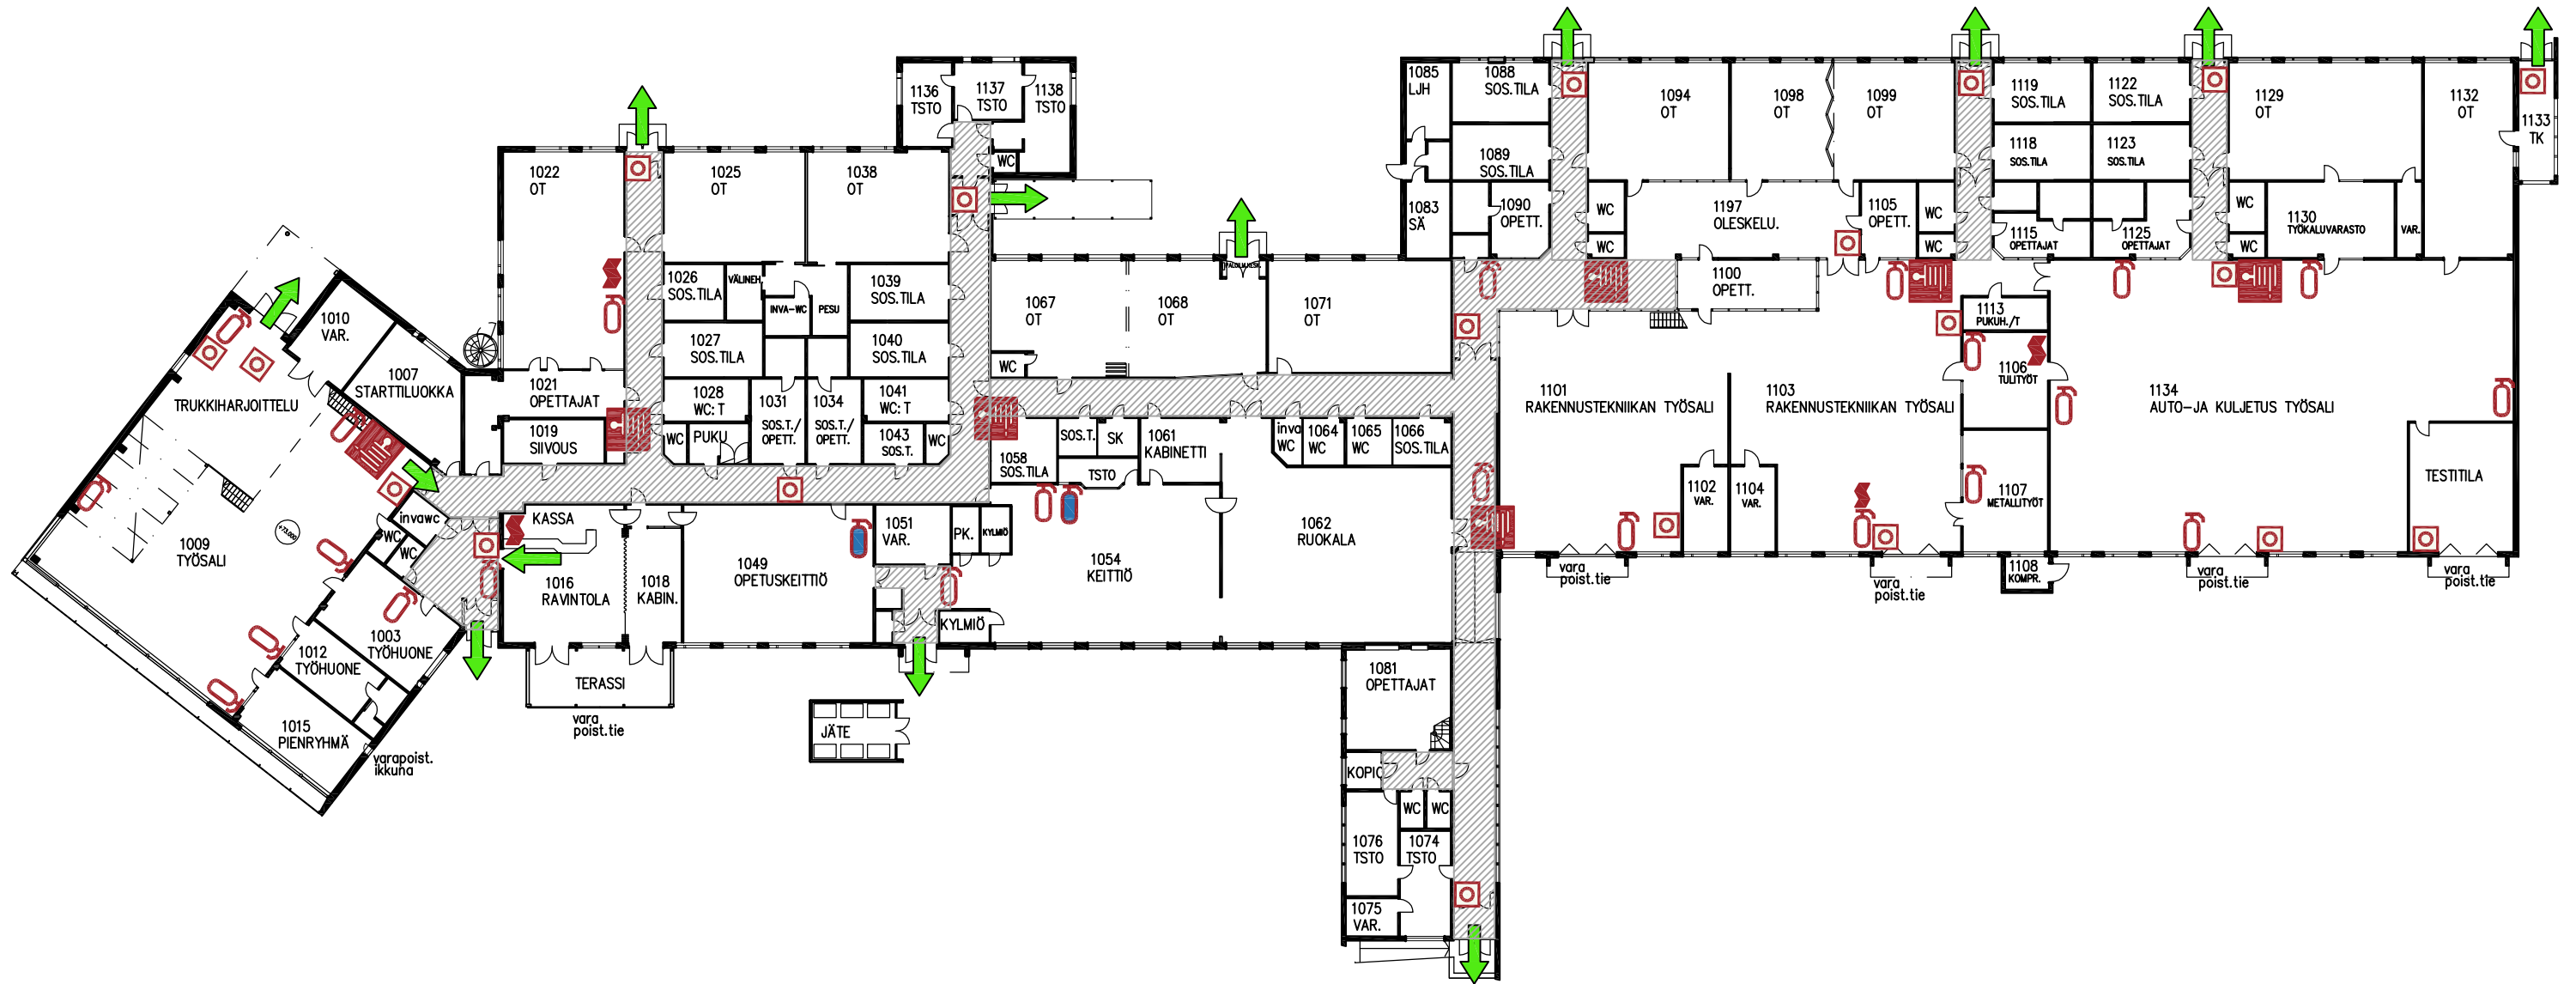 1136
TSTO
1137
TSTO
1138
TSTO
WC
1085
LJH
1088
SOS.TILA
1089
SOS.TILA
1083
SÄ
1090
OPETT.
1094
OT
1098
OT
1099
OT
WC
WC
1197
OLESKELU.
1105
OPETT.
WC
WC
1100
OPETT.
1119
SOS.TILA
1122
SOS.TILA
1118
SOS.TILA
1123
SOS.TILA
1115
OPETTAJAT
1125
OPETTAJAT
1129
OT
1132
OT
1133
TK
WC
WC
1130
TYÖKALUVARASTO
VAR.
1022
OT
1025
OT
1038
OT
1026
SOS.TILA
VÄLINEH.
INVA-WC
PESU
1039
SOS.TILA
1027
SOS.TILA
1040
SOS.TILA
1028
WC:T
1031
SOS.T./
OPETT.
1034
SOS.T./
OPETT.
1041
WC:T
WC
PUKU
1043
SOS.T.
WC
1021
OPETTAJAT
1019
SIIVOUS
1067
OT
1068
OT
1071
OT
WC
1010
VAR.
1007
STARTTILUOKKA
TRUKKIHARJOITTELU
1009
TYÖSALI
+73.000
invawc
WC
WC
1003
TYÖHUONE
1012
TYÖHUONE
1015
PIENRYHMÄ
varapoist.
ikkuna
KASSA
1016
RAVINTOLA
1018
KABIN.
TERASSI
vara
poist.tie
1049
OPETUSKEITTIÖ
1051
VAR.
PK.
KYLMIÖ
KYLMIÖ
JÄTE
1058
SOS.TILA
SOS.T.
SK
TSTO
1061
KABINETTI
1054
KEITTIÖ
1062
RUOKALA
inva
WC
1064
WC
1065
WC
1066
SOS.TILA
1081
OPETTAJAT
KOPIO
WC
WC
1076
TSTO
1074
TSTO
1075
VAR.
1101
RAKENNUSTEKNIIKAN TYÖSALI
1103
RAKENNUSTEKNIIKAN TYÖSALI
1102
VAR.
1104
VAR.
1113
PUKUH./T
1106
TULITYÖT
1107
METALLITYÖT
1108
KOMPR.
1134
AUTO-JA KULJETUS TYÖSALI
TESTITILA
vara
poist.tie
vara
poist.tie
vara
poist.tie
vara
poist.tie